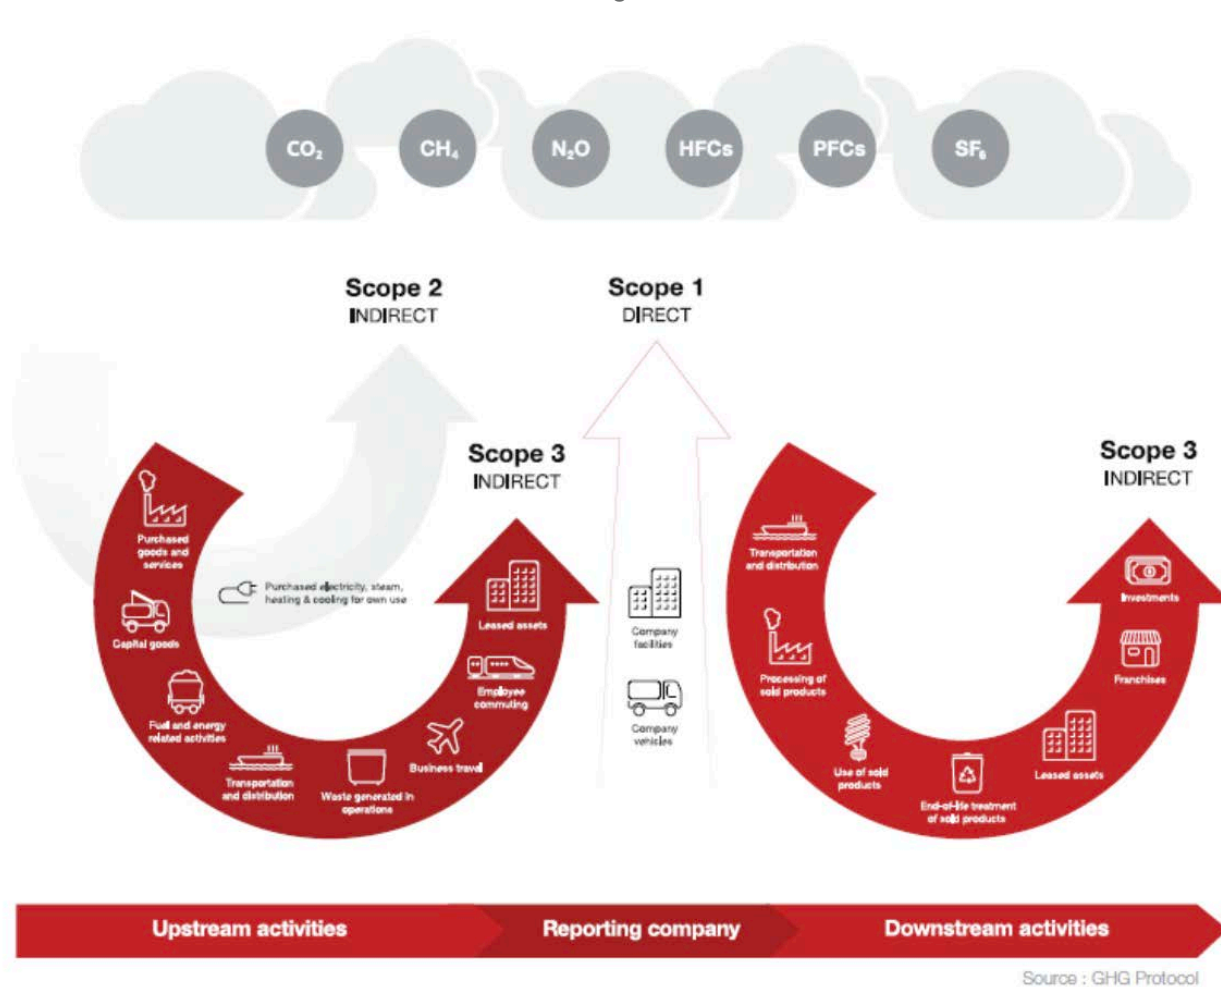 CO₂
CH₄
N₂O
HFCs
PFCs
SF₆
Scope 2
INDIRECT
Scope 1
DIRECT
Scope 3
INDIRECT
Scope 3
INDIRECT
Purchased
goods and
services
Capital goods
Fuel and energy
related activities
Transportation
and distribution
Waste generated in
operations
Business travel
Employee
commuting
Leased assets
Purchased electricity, steam,
heating & cooling for own use
Company
facilities
Company
vehicles
Transportation
and distribution
Processing of
sold products
Use of sold
products
End-of-life treatment
of sold products
Leased assets
Franchises
Investments
Upstream activities
Reporting company
Downstream activities
Source : GHG Protocol